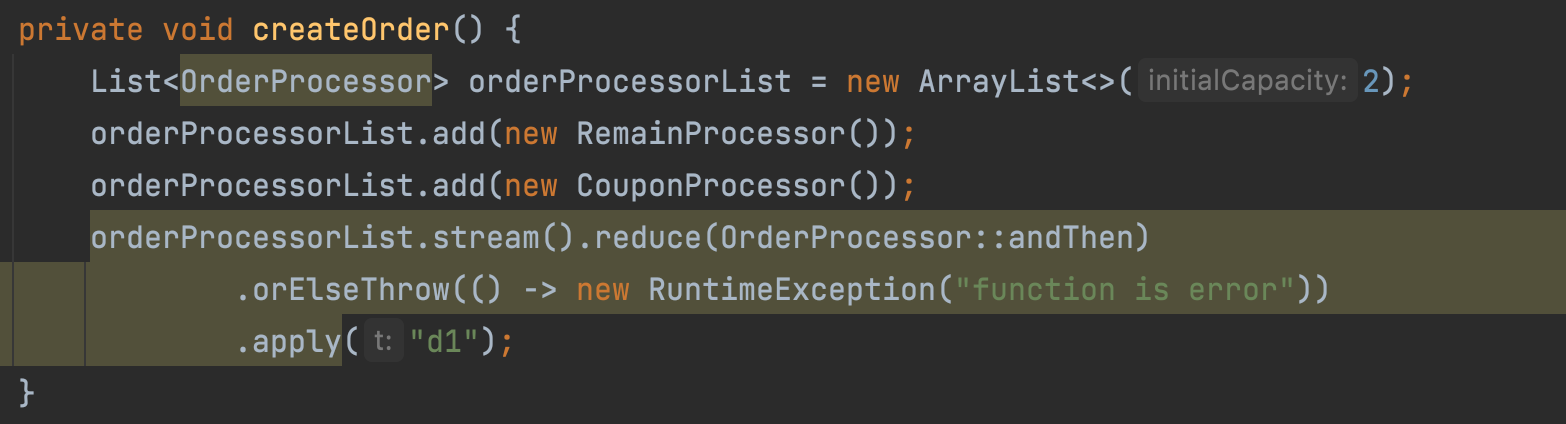 private void createOrder() {
List<OrderProcessor> orderProcessorList = new ArrayList<>( initialCapacity: 2);
orderProcessorList.add(new RemainProcessor());
orderProcessorList.add(new CouponProcessor());
orderProcessorList.stream().reduce(OrderProcessor::andThen)
.orElseThrow(() -> new RuntimeException("function is error"))
.apply( t: "d1");
}